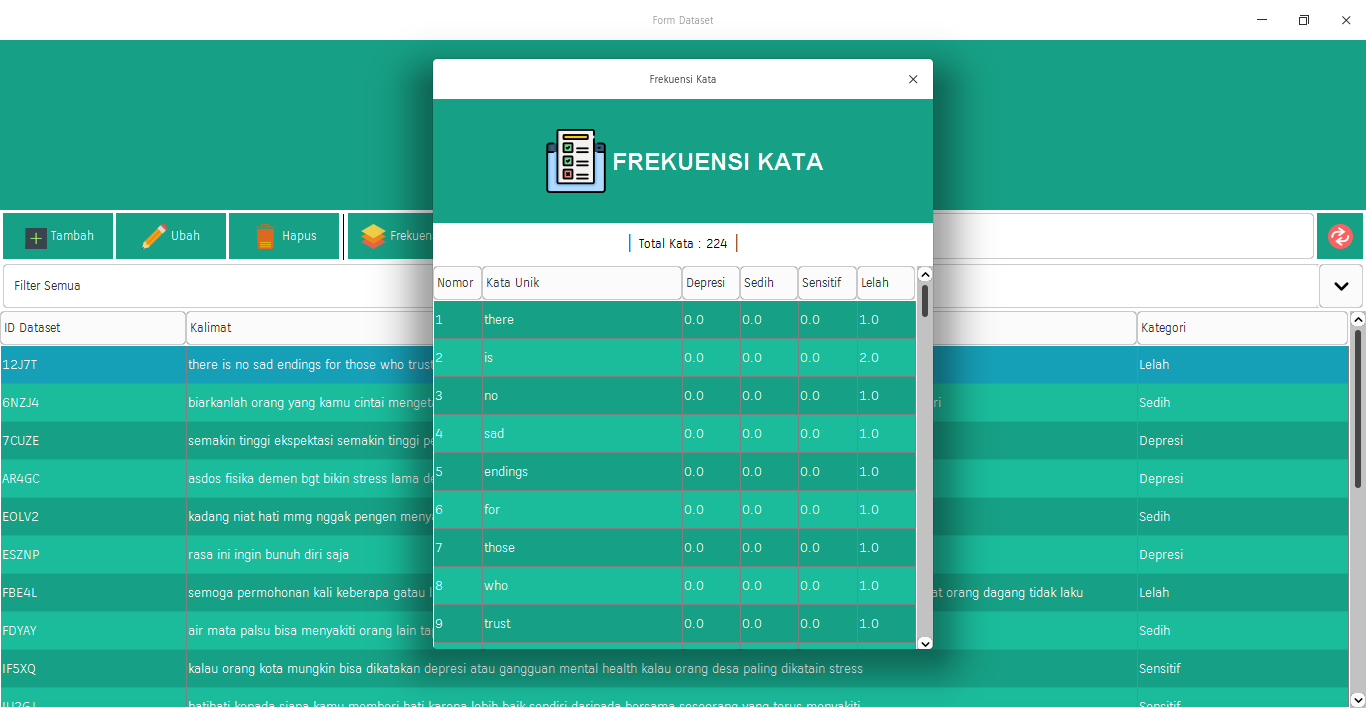 Form Dataset
Frekuensi Kata
FREKUENSI KATA
Tambah Ubah Hapus
Total Kata : 224
Filter Semua
Nomor Kata Unik Depresi Sedih Sensitif Lelah
1 there 0.0 0.0 0.0 1.0
2 is 0.0 0.0 0.0 2.0
3 no 0.0 0.0 0.0 1.0
4 sad 0.0 0.0 0.0 1.0
5 endings 0.0 0.0 0.0 1.0
6 for 0.0 0.0 0.0 1.0
7 those 0.0 0.0 0.0 1.0
8 who 0.0 0.0 0.0 1.0
9 trust 0.0 0.0 0.0 1.0
ID Dataset Kalimat Kategori
12J7T there is no sad endings for those who trust Lelah
6NZJ4 biarkanlah orang yang kamu cintai Sedih
7CUZE semakin tinggi ekspektasi semakin tinggi Depresi
AR4GC asdos fisika demen bgt bikin stress lama Depresi
EOLV2 kadang niat hati mmg nggak pengen Sedih
ESZNP rasa ini ingin bunuh diri saja Depresi
FBE4L semoga permohonan kali keberapa gatau orang dagang tidak laku Lelah
FDYAY air mata palsu bisa menyakiti orang lain Sedih
IF5XQ kalau orang kota mungkin bisa dikatakan depresi atau gangguan mental health kalau orang desa paling dikatain stress Sensitif
hatihati kepada siapa kamu memberi hati karena lebih baik sendiri daripada bersama seseorang yang terus menyakiti Sensitif